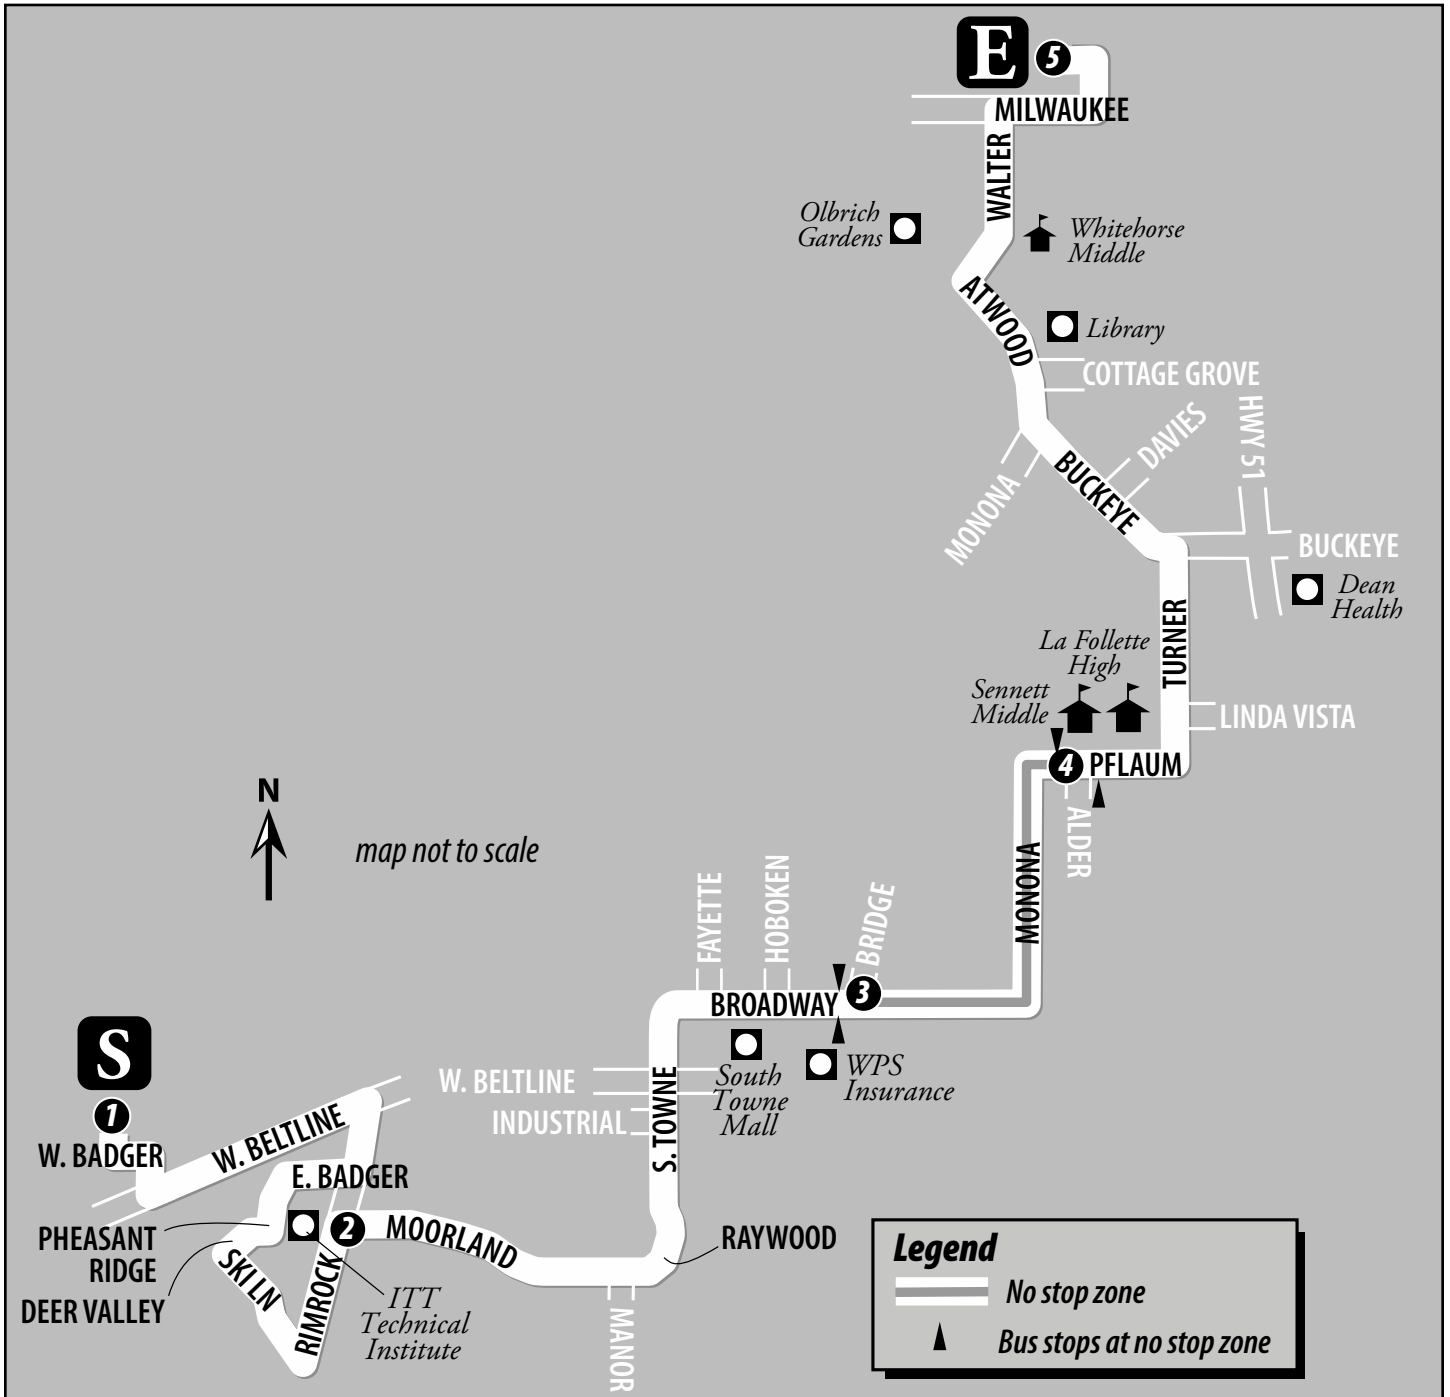 E
5
MILWAUKEE
WALTER
Olbrich
Gardens
Whitehorse
Middle
ATWOOD
Library
COTTAGE GROVE
HWY 51
DAVIES
BUCKEYE
MONONA
BUCKEYE
Dean
Health
TURNER
La Follette
High
Sennett
Middle
LINDA VISTA
4
PFLAUM
ALDER
N
map not to scale
MONONA
FAYETTE
HOBOKEN
BRIDGE
3
BROADWAY
S
W. BELTLINE
South
Towne
Mall
WPS
Insurance
1
INDUSTRIAL
S. TOWNE
W. BADGER
W. BELTLINE
E. BADGER
PHEASANT
RIDGE
2
MOORLAND
RAYWOOD
SKI LN
DEER VALLEY
RIMROCK
ITT
Technical
Institute
MANOR
Legend
No stop zone
Bus stops at no stop zone